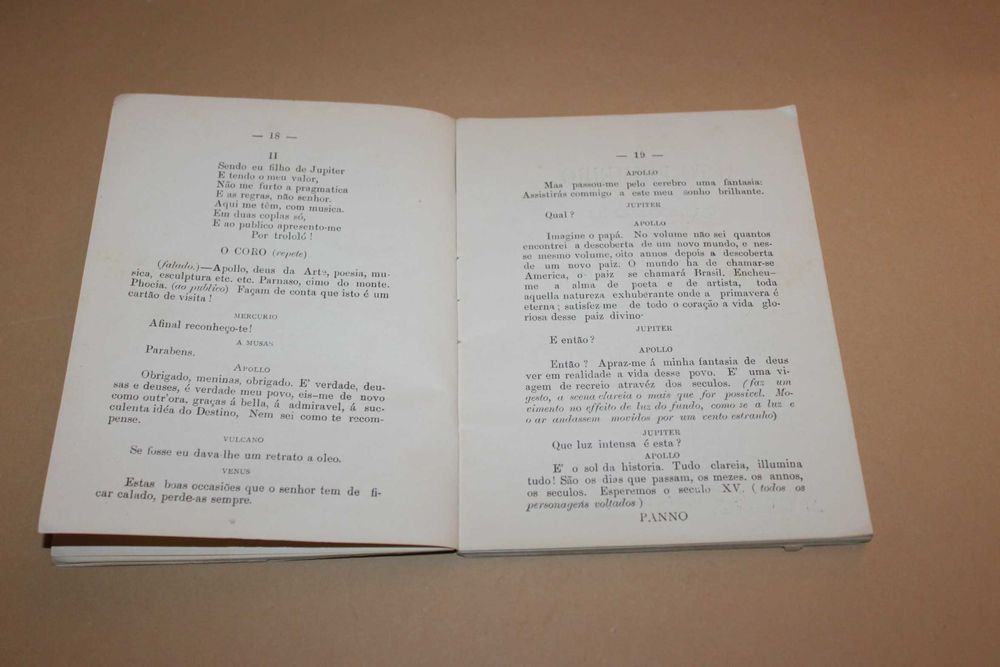 — 18 —
II
Sendo eu filho de Jupiter
E tendo o meu valor,
Não me furto a pragmatica
E as regras, não senhor.
Aqui me têm, com musica.
Em duas coplas só,
E ao publico apresento-me
Por trololó !
O CORO (repete)
(falado.)—Apollo, deus da Arte, poesia, mu-
sica, esculptura etc. etc. Parnaso, cimo do monte.
Phocia. (ao publico) Façam de conta que isto é um
cartão de visita !
MERCURIO
Afinal reconheço-te!
A MUSAS
Parabens.
APOLLO
Obrigado, meninas, obrigado. E' verdade, deu-
sas e deuses, é verdade meu povo, eis-me de novo
como outr'ora, graças á bella, á admiravel, á suc-
culenta idéa do Destino, Nem sei como te recom-
pense.
VULCANO
Se fosse eu dava-lhe um retrato a oleo.
VENUS
Estas boas occasiões que o senhor tem de fi-
car calado, perde-as sempre.
— 19 —
APOLLO
Mas passou-me pelo cerebro uma fantasia:
Assistirás commigo a este meu sonho brilhante.
JUPITER
Qual ?
APOLLO
Imagine o papá. No volume não sei quantos
encontrei a descoberta de um novo mundo, e nes-
se mesmo volume, oito annos depois a descoberta
de um novo paiz. O mundo ha de chamar-se
America, o paiz se chamará Brasil. Encheu-
me a alma de poeta e de artista, toda
aquella natureza exhuberante onde a primavera é
eterna ; satisfez me de todo o coração a vida glo-
riosa desse paiz divino-
JUPITER
E então ?
APOLLO
Então ? Apraz-me á minha fantasia de deus
ver em realidade a vida desse povo. E' uma vi-
agem de recreio atravéz dos seculos. (faz um
gesto, a scena clareia o mais que for possivel. Mo-
vimento no effeito de luz do fundo, como se a luz e
o ar andassem movidos por um vento estranho)
JUPITER
Que luz intensa é esta ?
APOLLO
E' o sol da historia. Tudo clareia, illumina
tudo! São os dias que passam, os mezes. os annos,
os seculos. Esperemos o seculo XV. ( todos os
personagens voltados )
PANNO